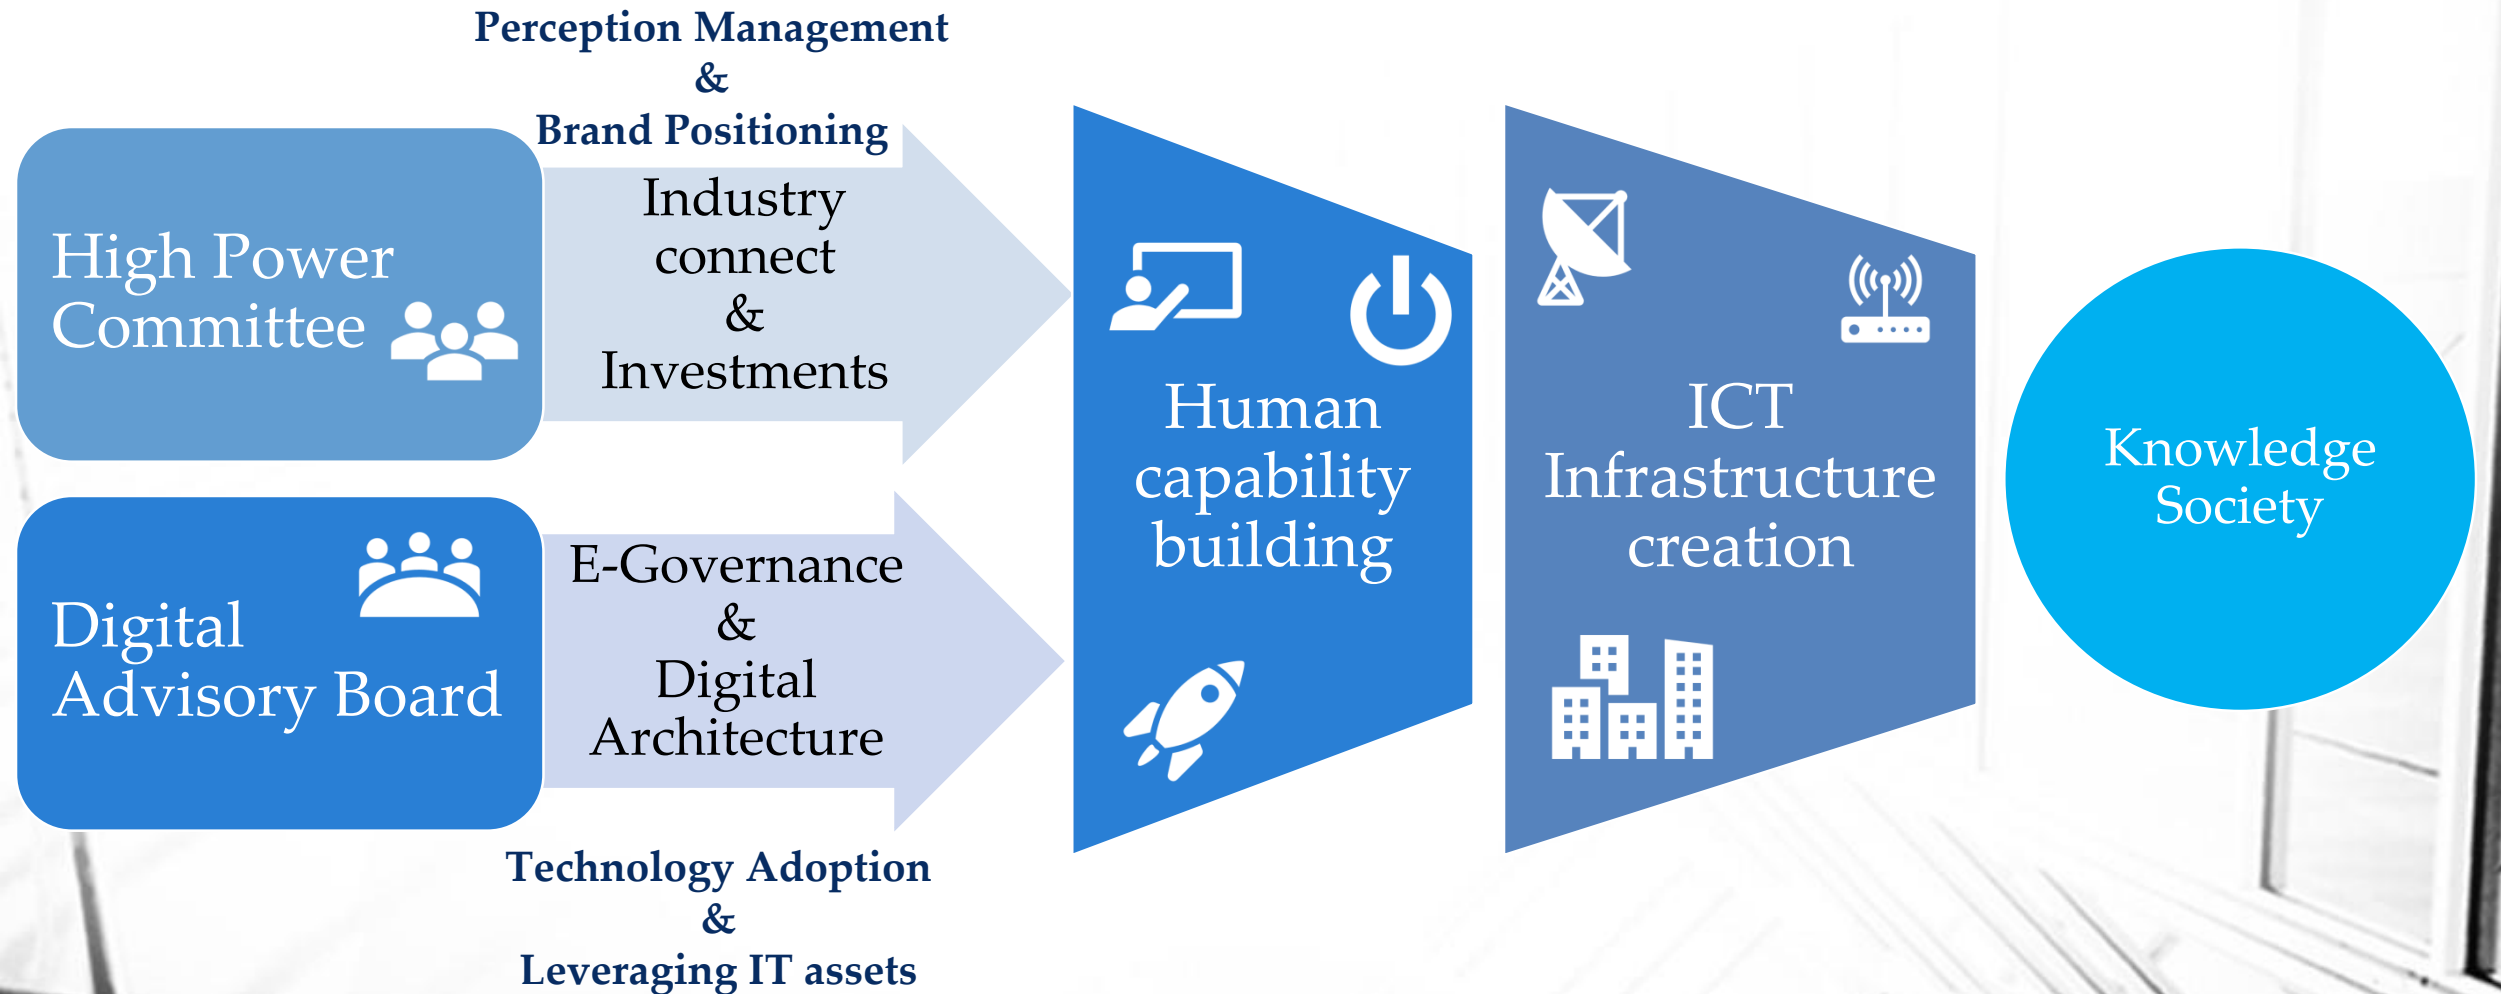 Perception Management
&
Brand Positioning
High Power
Committee
Industry
connect
&
Investments
Digital
Advisory Board
E-Governance
&
Digital
Architecture
Technology Adoption
&
Leveraging IT assets
Human
capability
building
ICT
Infrastructure
creation
Knowledge
Society